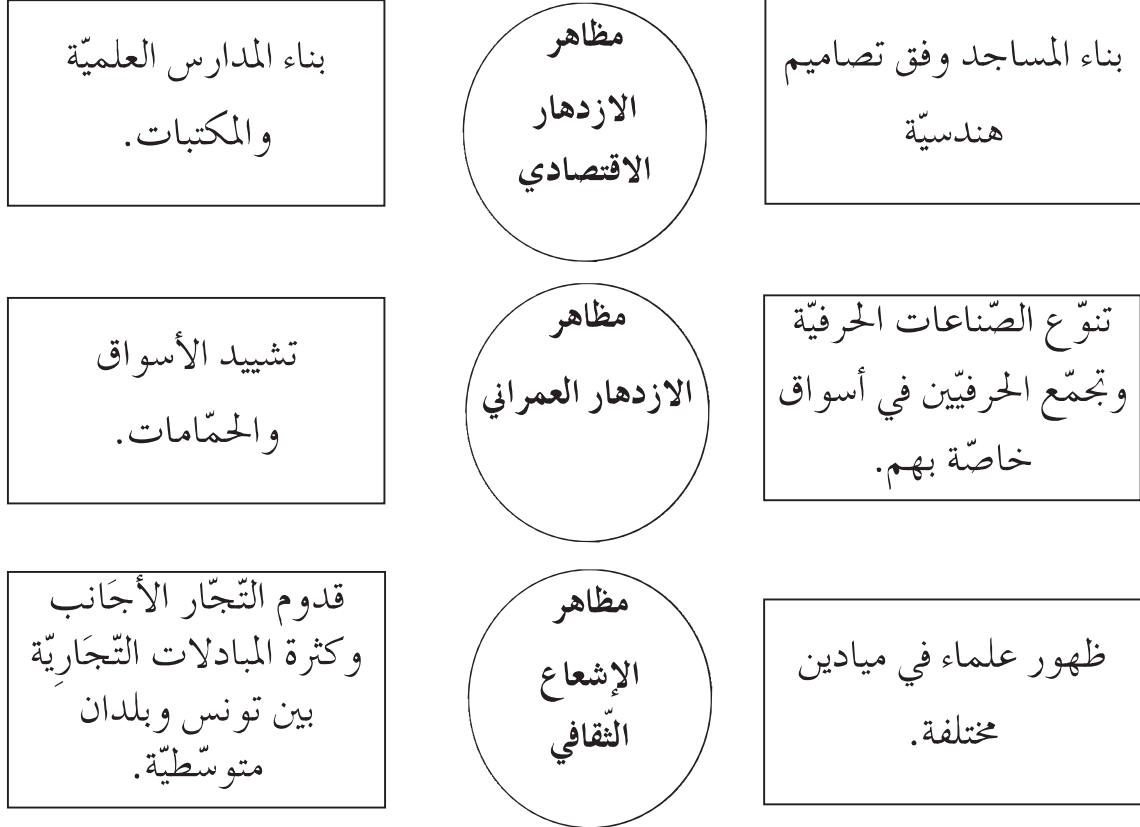 بناء المساجد وفق تصاميم
هندسيّة
مظاهر
الازدهار
الاقتصادي
بناء المدارس العلميّة
والمكتبات.
تنوّع الصّناعات الحرفيّة
وتجمّع الحرفيّين في أسواق
خاصّة بهم.
مظاهر
الازدهار العمراني
تشييد الأسواق
والحمّامات.
ظهور علماء في ميادين
مختلفة.
مظاهر
الإشعاع
الثّقافي
قدوم التّجّار الأجَانب
وكثرة المبادلات التّجَارِيّة
بين تونس وبلدان
متوسّطيّة.